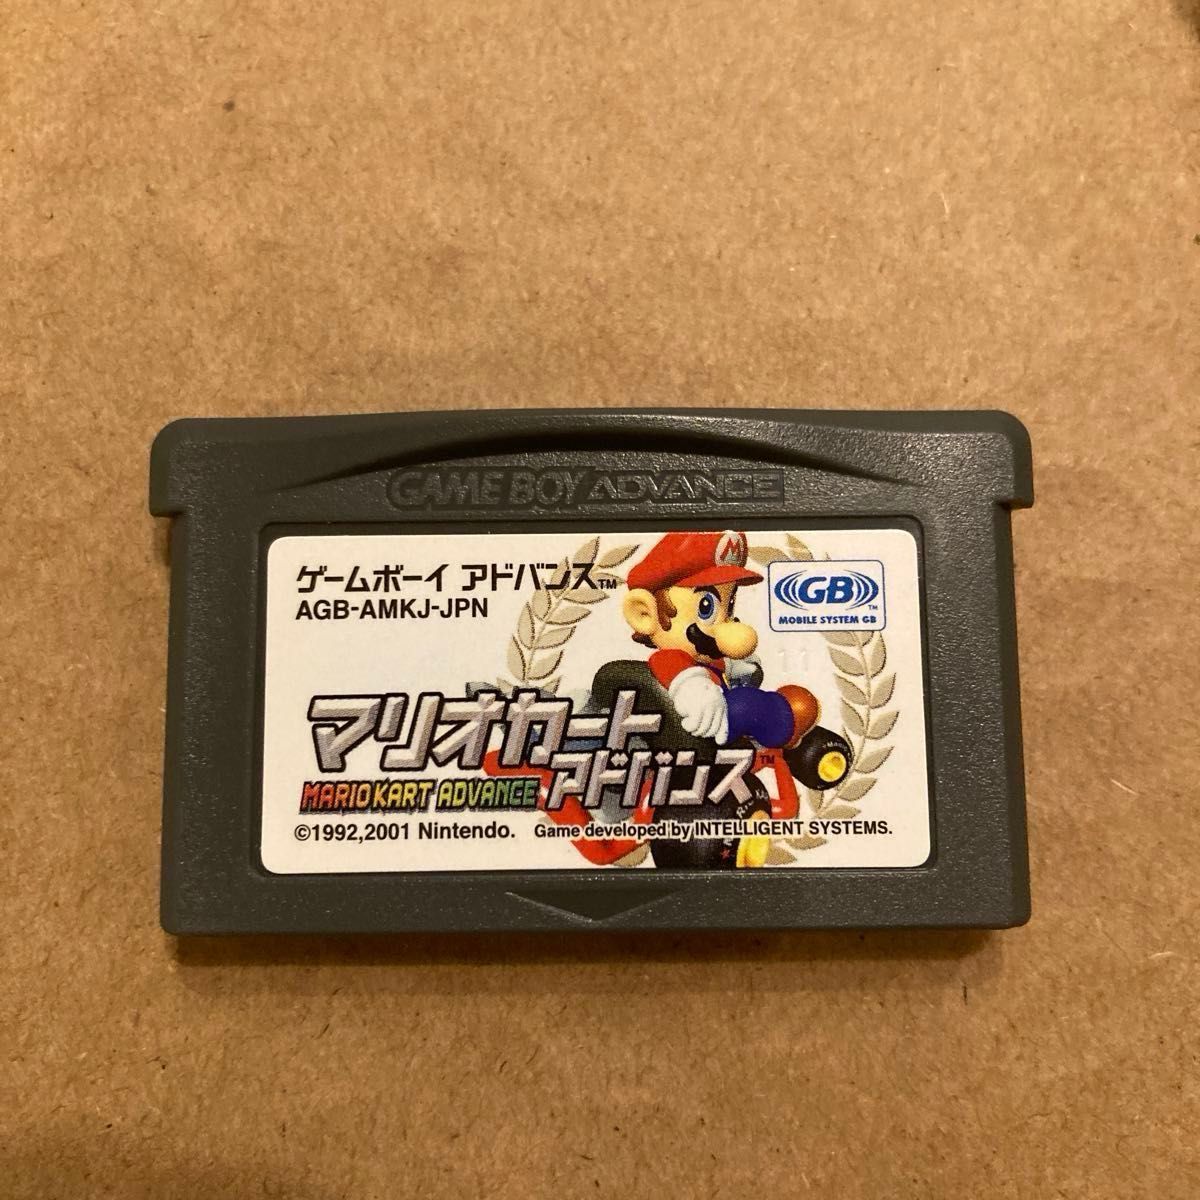 GAME BOY ADVANCE
ゲームボーイ アドバンス™
AGB-AMKJ-JPN
M
GB™
MOBILE SYSTEM GB
11
マリオカート
アドバンス™
MARIO KART ADVANCE
©1992,2001 Nintendo. Game developed by INTELLIGENT SYSTEMS.